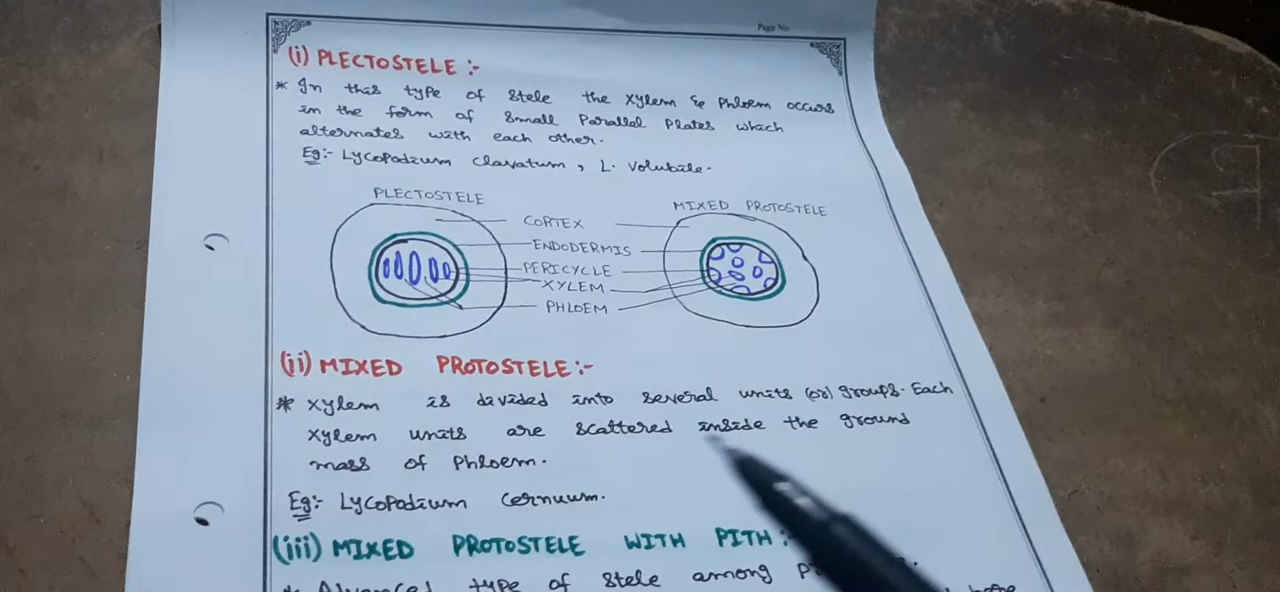 Page No.
(i) PLECTOSTELE :-
* In this type of Stele the Xylem & Phloem occurs
in the form of Small Parallel Plates which
alternates with each other.
Eg:- Lycopodium clavatum , L. volubile.
PLECTOSTELE
MIXED PROTOSTELE
CORTEX
ENDODERMIS
PERICYCLE
XYLEM
PHLOEM
(ii) MIXED PROTOSTELE :-
* Xylem is divided into several units (or) groups. Each
Xylem units are scattered inside the ground
mass of Phloem.
Eg:- Lycopodium cernuum.
(iii) MIXED PROTOSTELE WITH PITH :-
* Advanced type of Stele among